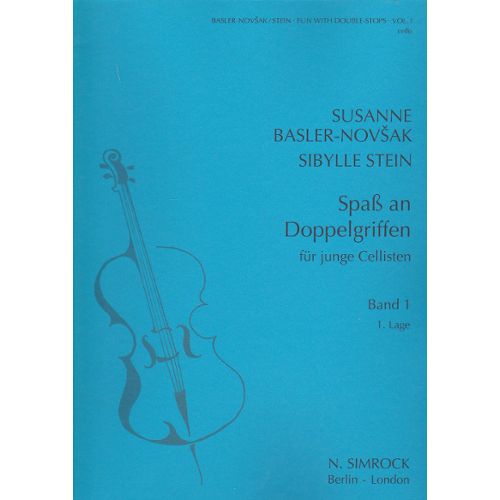 BASLER-NOVŠAK/STEIN · FUN WITH DOUBLE-STOPS · VOL. I
cello
SUSANNE
BASLER-NOVŠAK
SIBYLLE STEIN
Spaß an
Doppelgriffen
für junge Cellisten
Band 1
1. Lage
N. SIMROCK
Berlin - London